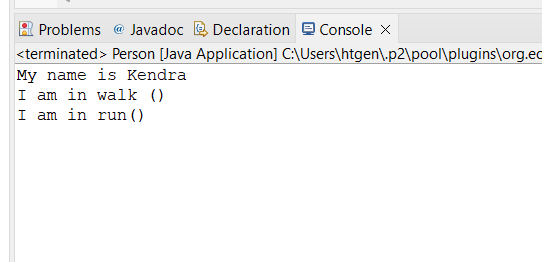 Problems @ Javadoc Declaration Console
<terminated> Person [Java Application] C:\Users\htgen\.p2\pool\plugins\org.ec
My name is Kendra
I am in walk ()
I am in run()